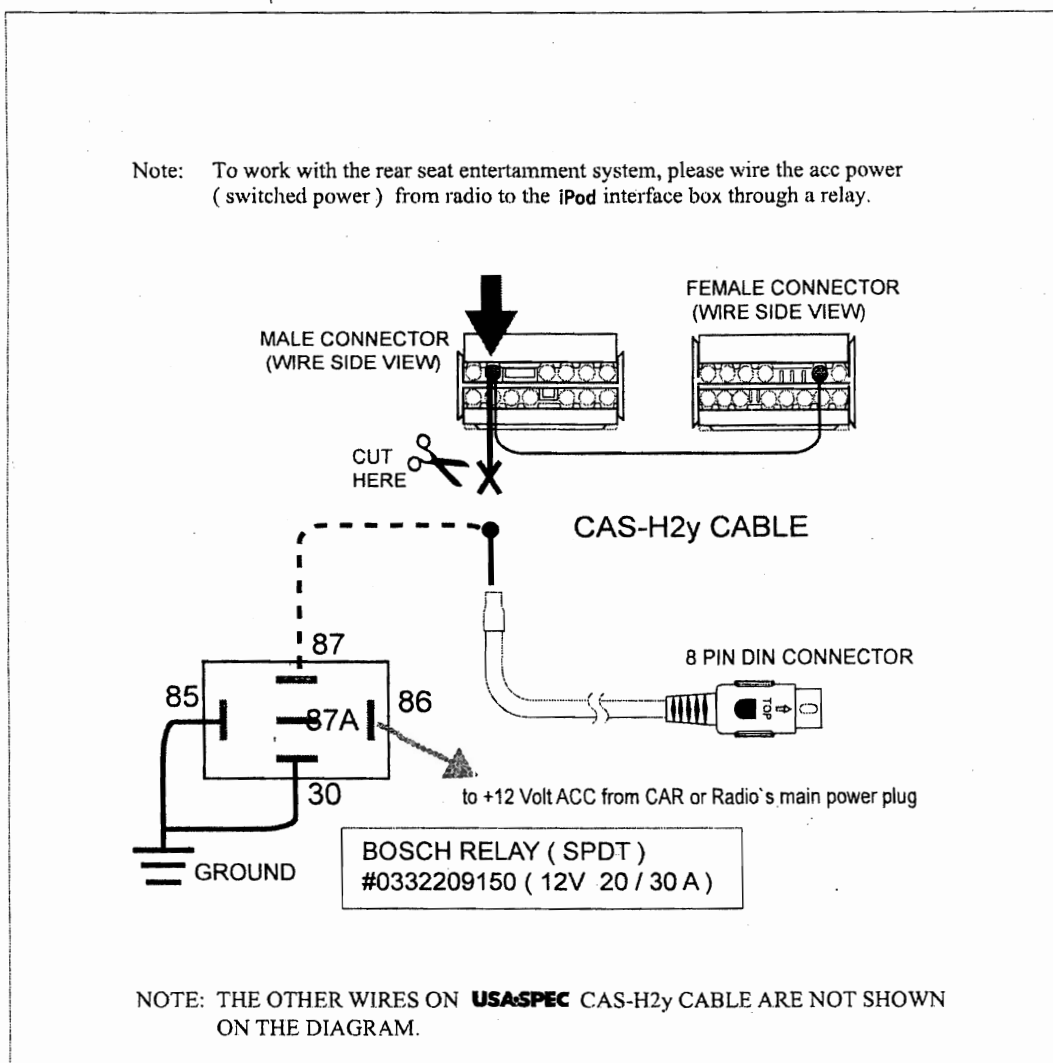 Note: To work with the rear seat entertamment system, please wire the acc power
( switched power ) from radio to the iPod interface box through a relay.
FEMALE CONNECTOR
(WIRE SIDE VIEW)
MALE CONNECTOR
(WIRE SIDE VIEW)
CUT
HERE
CAS-H2y CABLE
87
8 PIN DIN CONNECTOR
85
86
87A
TOP
30
to +12 Volt ACC from CAR or Radio`s main power plug
GROUND
BOSCH RELAY ( SPDT )
#0332209150 ( 12V 20 / 30 A )
NOTE: THE OTHER WIRES ON USA SPEC CAS-H2y CABLE ARE NOT SHOWN
ON THE DIAGRAM.